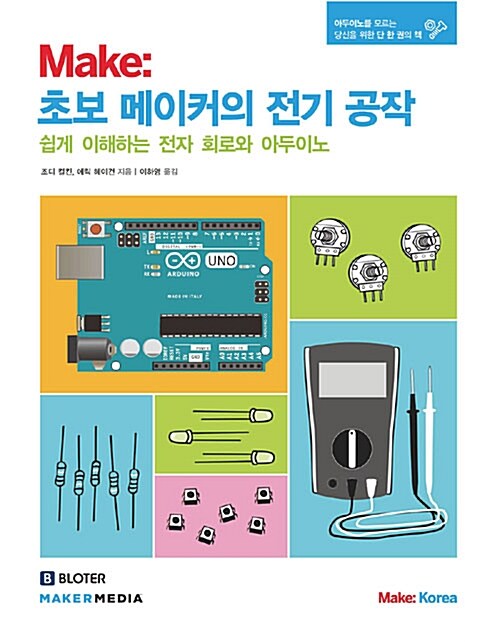 아두이노를 모르는
당신을 위한 단 한 권의 책
Make:
초보 메이커의 전기 공작
쉽게 이해하는 전자 회로와 아두이노
조디 컬킨, 에릭 헤이건 지음 | 이하영 옮김
UNO
ARDUINO
MADE IN ITALY
B BLOTER
MAKERMEDIA
Make: Korea